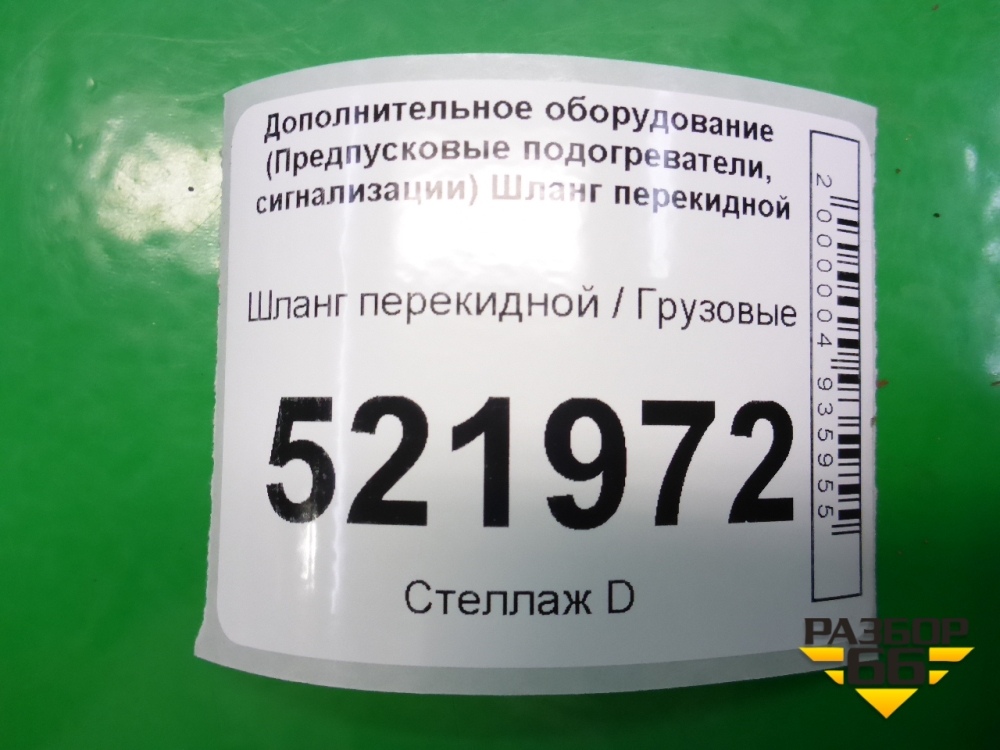 Дополнительное оборудование
(Предпусковые подогреватели,
сигнализации) Шланг перекидной
Шланг перекидной / Грузовые
521972
Стеллаж D
2000004935955
РАЗБОР
66